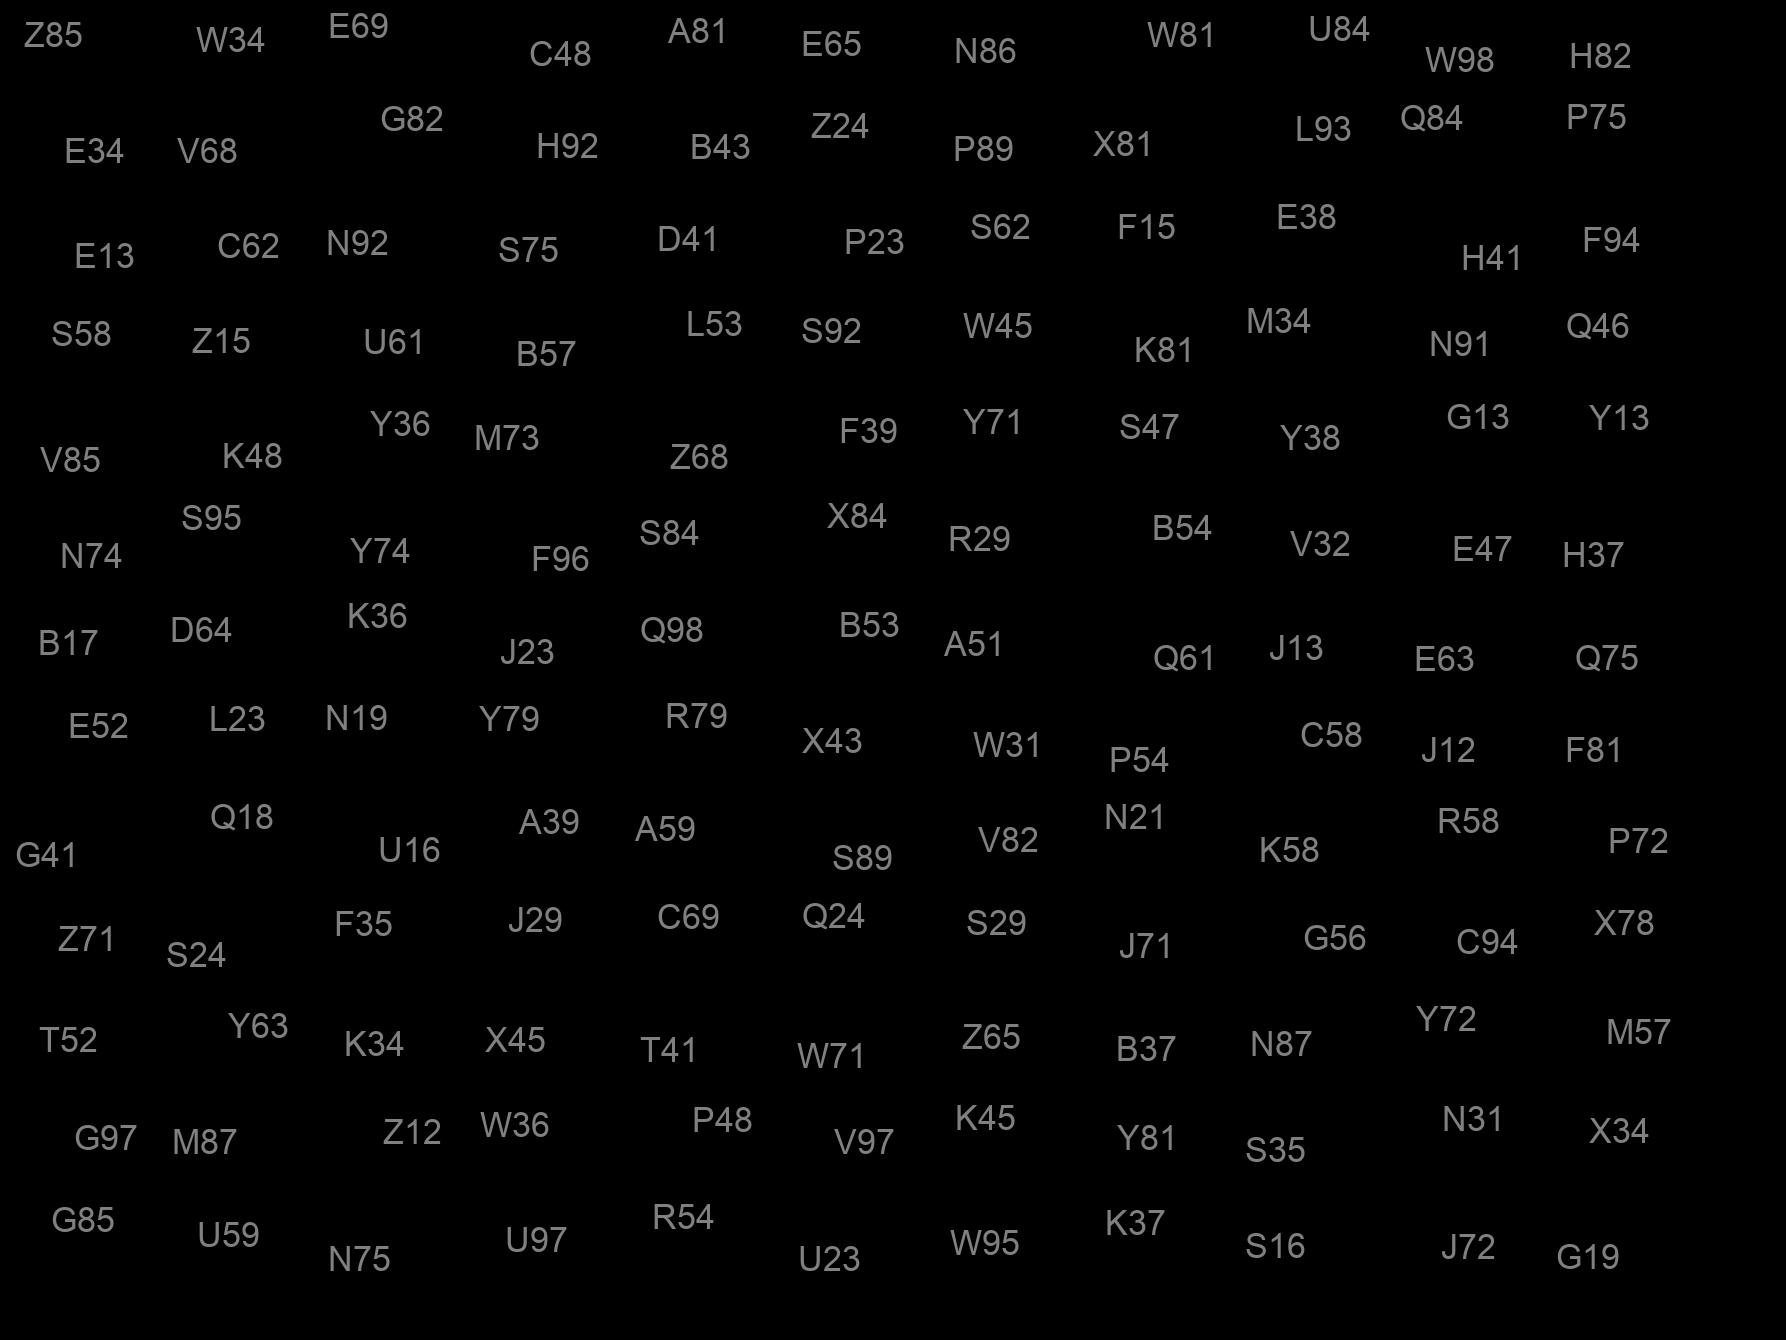 Z85 W34 E69 C48 A81 E65 N86 W81 U84 W98 H82
E34 V68 G82 H92 B43 Z24 P89 X81 L93 Q84 P75
E13 C62 N92 S75 D41 P23 S62 F15 E38 H41 F94
S58 Z15 U61 B57 L53 S92 W45 K81 M34 N91 Q46
V85 K48 Y36 M73 Z68 F39 Y71 S47 Y38 G13 Y13
N74 S95 Y74 F96 S84 X84 R29 B54 V32 E47 H37
B17 D64 K36 J23 Q98 B53 A51 Q61 J13 E63 Q75
E52 L23 N19 Y79 R79 X43 W31 P54 C58 J12 F81
G41 Q18 U16 A39 A59 S89 V82 N21 K58 R58 P72
Z71 S24 F35 J29 C69 Q24 S29 J71 G56 C94 X78
T52 Y63 K34 X45 T41 W71 Z65 B37 N87 Y72 M57
G97 M87 Z12 W36 P48 V97 K45 Y81 S35 N31 X34
G85 U59 N75 U97 R54 U23 W95 K37 S16 J72 G19